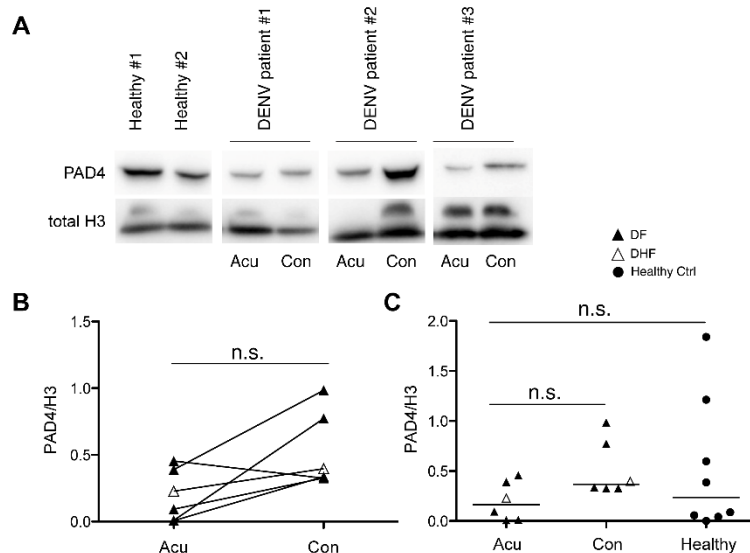 A
Healthy #1
Healthy #2
DENV patient #1
DENV patient #2
DENV patient #3
PAD4
total H3
Acu Con Acu Con Acu Con
DF
DHF
Healthy Ctrl
B
n.s.
PAD4/H3
1.5
1.0
0.5
0.0
Acu Con
C
n.s.
n.s.
PAD4/H3
2.0
1.5
1.0
0.5
0.0
Acu Con Healthy